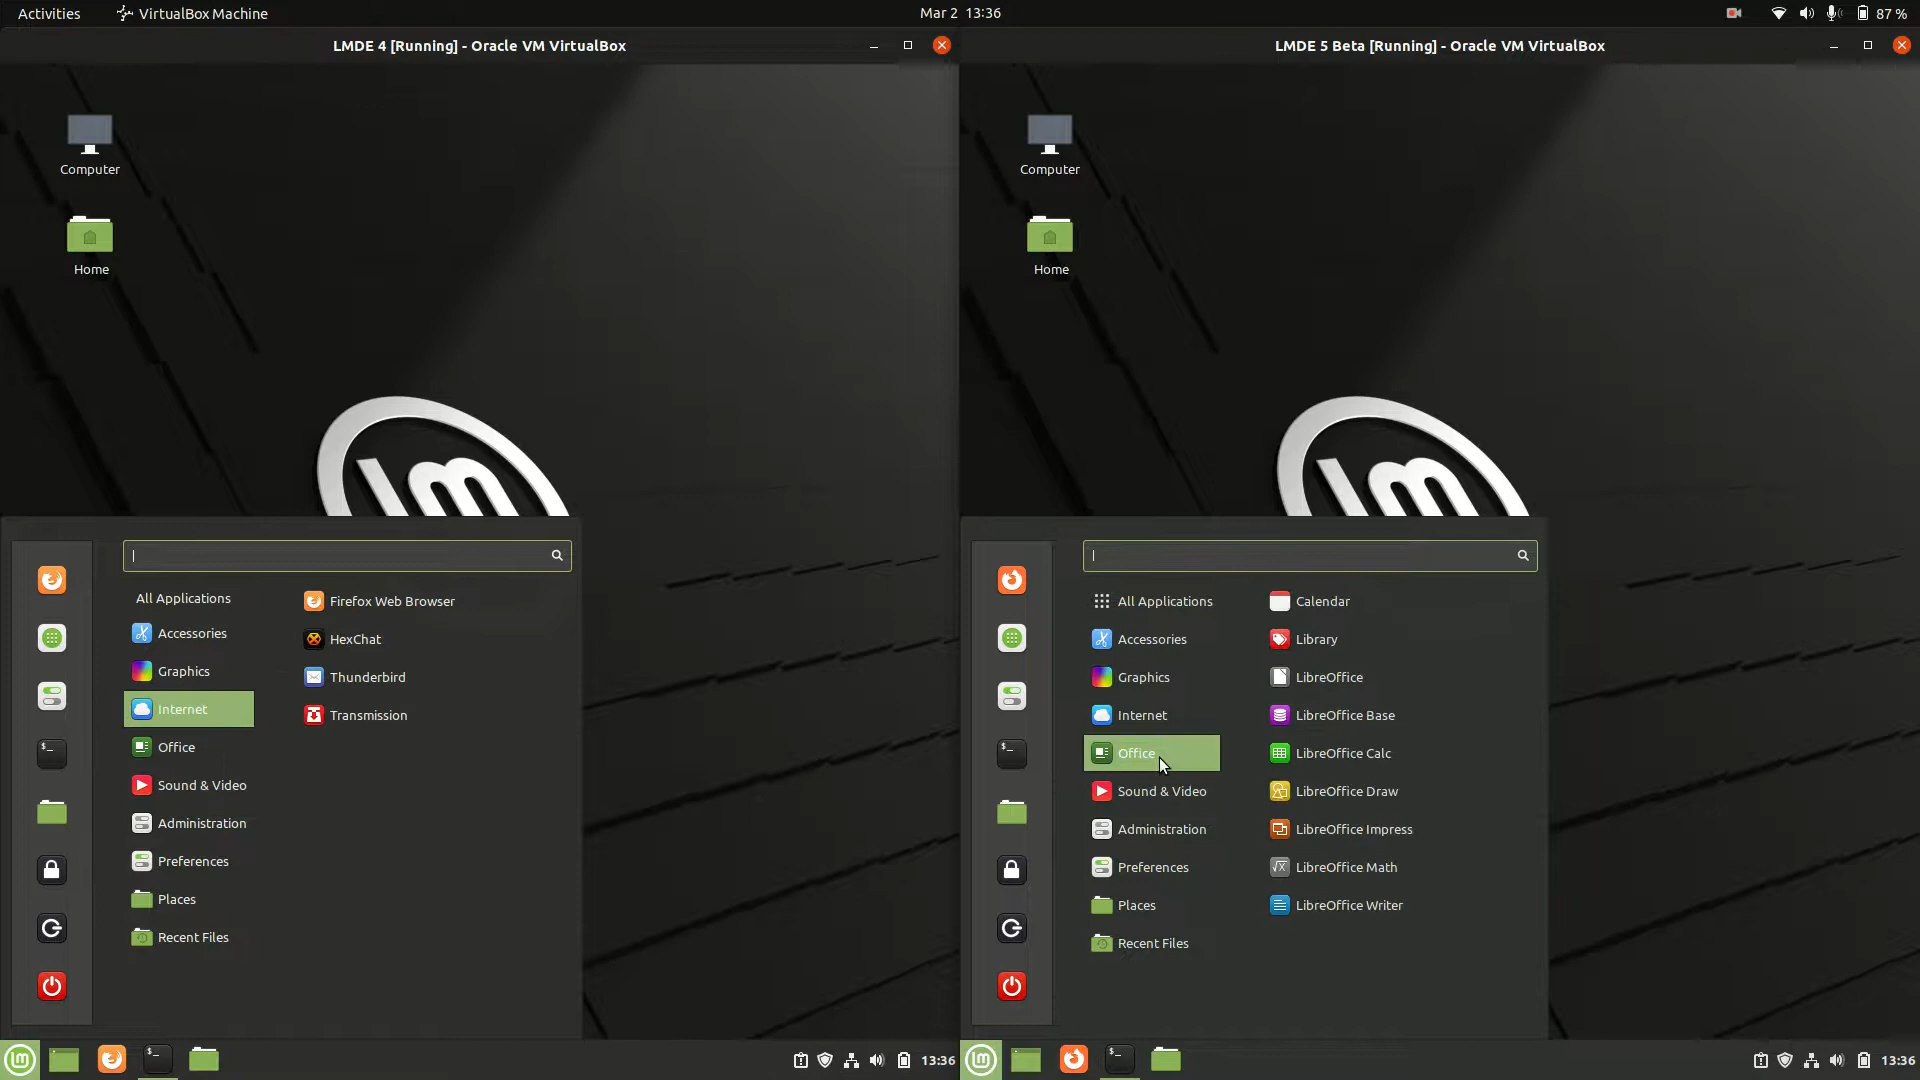 Activities
VirtualBox Machine
Mar 2 13:36
87 %
LMDE 4 [Running] - Oracle VM VirtualBox
Computer
Home
All Applications
Accessories
Graphics
Internet
Office
Sound & Video
Administration
Preferences
Places
Recent Files
Firefox Web Browser
HexChat
Thunderbird
Transmission
13:36
LMDE 5 Beta [Running] - Oracle VM VirtualBox
Computer
Home
All Applications
Accessories
Graphics
Internet
Office
Sound & Video
Administration
Preferences
Places
Recent Files
Calendar
Library
LibreOffice
LibreOffice Base
LibreOffice Calc
LibreOffice Draw
LibreOffice Impress
LibreOffice Math
LibreOffice Writer
13:36